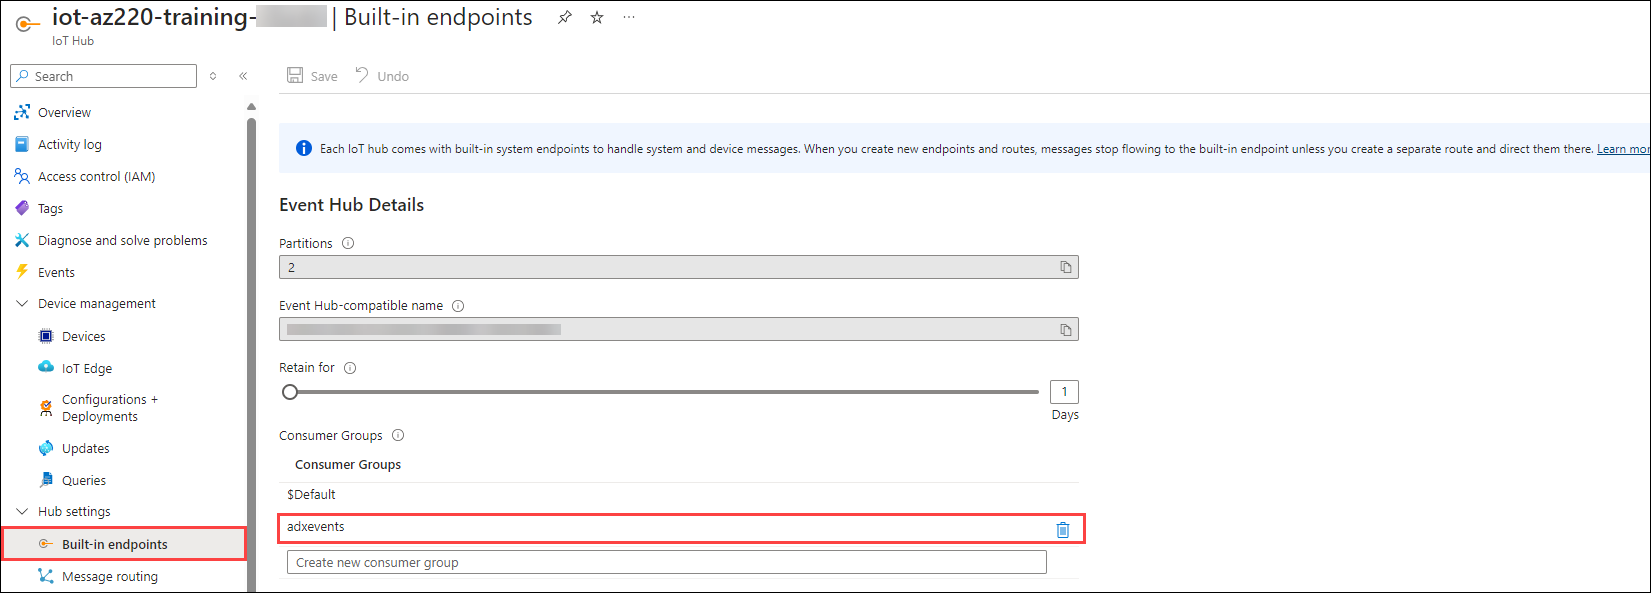 iot-az220-training- | Built-in endpoints
IoT Hub
Search
Save Undo
Overview
Activity log
Access control (IAM)
Tags
Diagnose and solve problems
Events
Device management
Devices
IoT Edge
Configurations +
Deployments
Updates
Queries
Hub settings
Built-in endpoints
Message routing
Each IoT hub comes with built-in system endpoints to handle system and device messages. When you create new endpoints and routes, messages stop flowing to the built-in endpoint unless you create a separate route and direct them there. Learn mor
Event Hub Details
Partitions
2
Event Hub-compatible name
Retain for
1
Days
Consumer Groups
Consumer Groups
$Default
adxevents
Create new consumer group